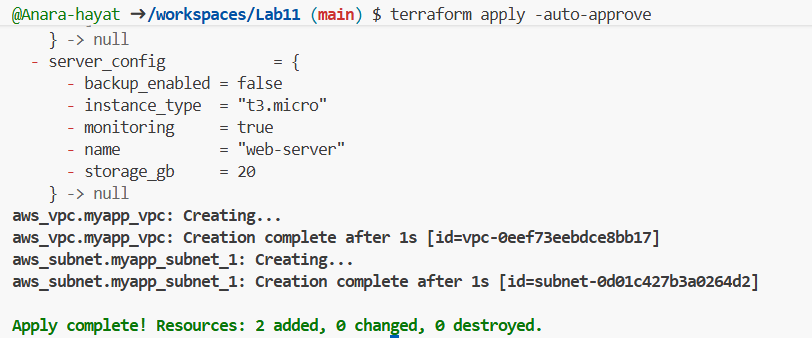 @Anara-hayat →/workspaces/Lab11 (main) $ terraform apply -auto-approve
    } -> null
  - server_config             = {
      - backup_enabled = false
      - instance_type  = "t3.micro"
      - monitoring     = true
      - name           = "web-server"
      - storage_gb     = 20
    } -> null
aws_vpc.myapp_vpc: Creating...
aws_vpc.myapp_vpc: Creation complete after 1s [id=vpc-0eef73eebdce8bb17]
aws_subnet.myapp_subnet_1: Creating...
aws_subnet.myapp_subnet_1: Creation complete after 1s [id=subnet-0d01c427b3a0264d2]
Apply complete! Resources: 2 added, 0 changed, 0 destroyed.